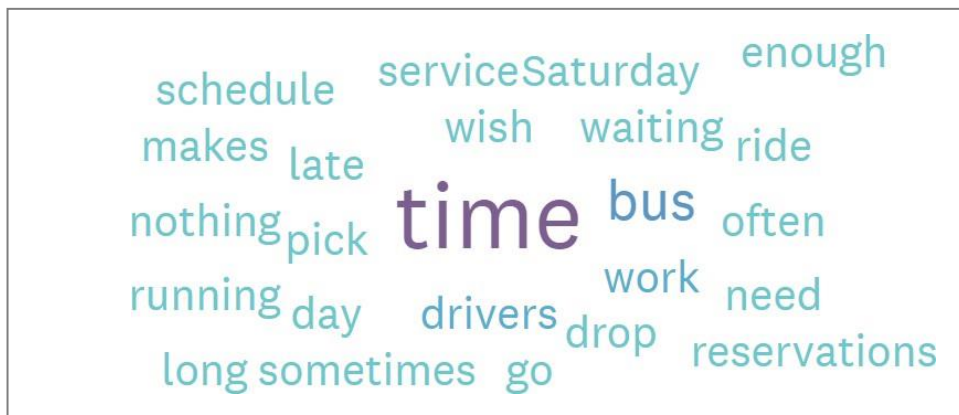 enough
serviceSaturday
schedule
wish waiting
makes ride
late
time bus
nothing often
pick
work
running need
day drivers
drop
reservations
long sometimes go